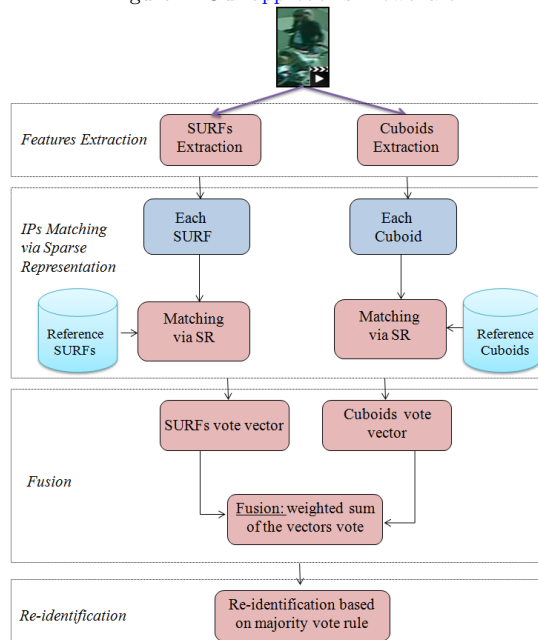 Features Extraction
SURFs
Extraction
Cuboids
Extraction
IPs Matching
via Sparse
Representation
Each
SURF
Each
Cuboid
Reference
SURFs
Matching
via SR
Matching
via SR
Reference
Cuboids
Fusion
SURFs vote vector
Cuboids vote
vector
Fusion: weighted sum
of the vectors vote
Re-identification
Re-identification based
on majority vote rule